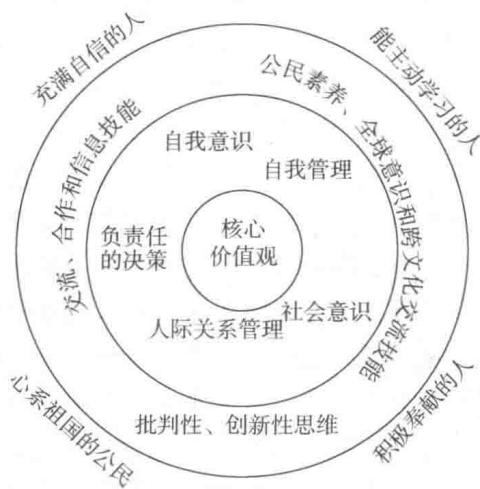 充满自信的人
能主动学习的人
公民素养、全球意识和跨文化交流技能
交流、合作和信息技能
自我意识
自我管理
核心
价值观
负责任
的决策
社会意识
人际关系管理
批判性、创新性思维
心系祖国的公民
积极奉献的人